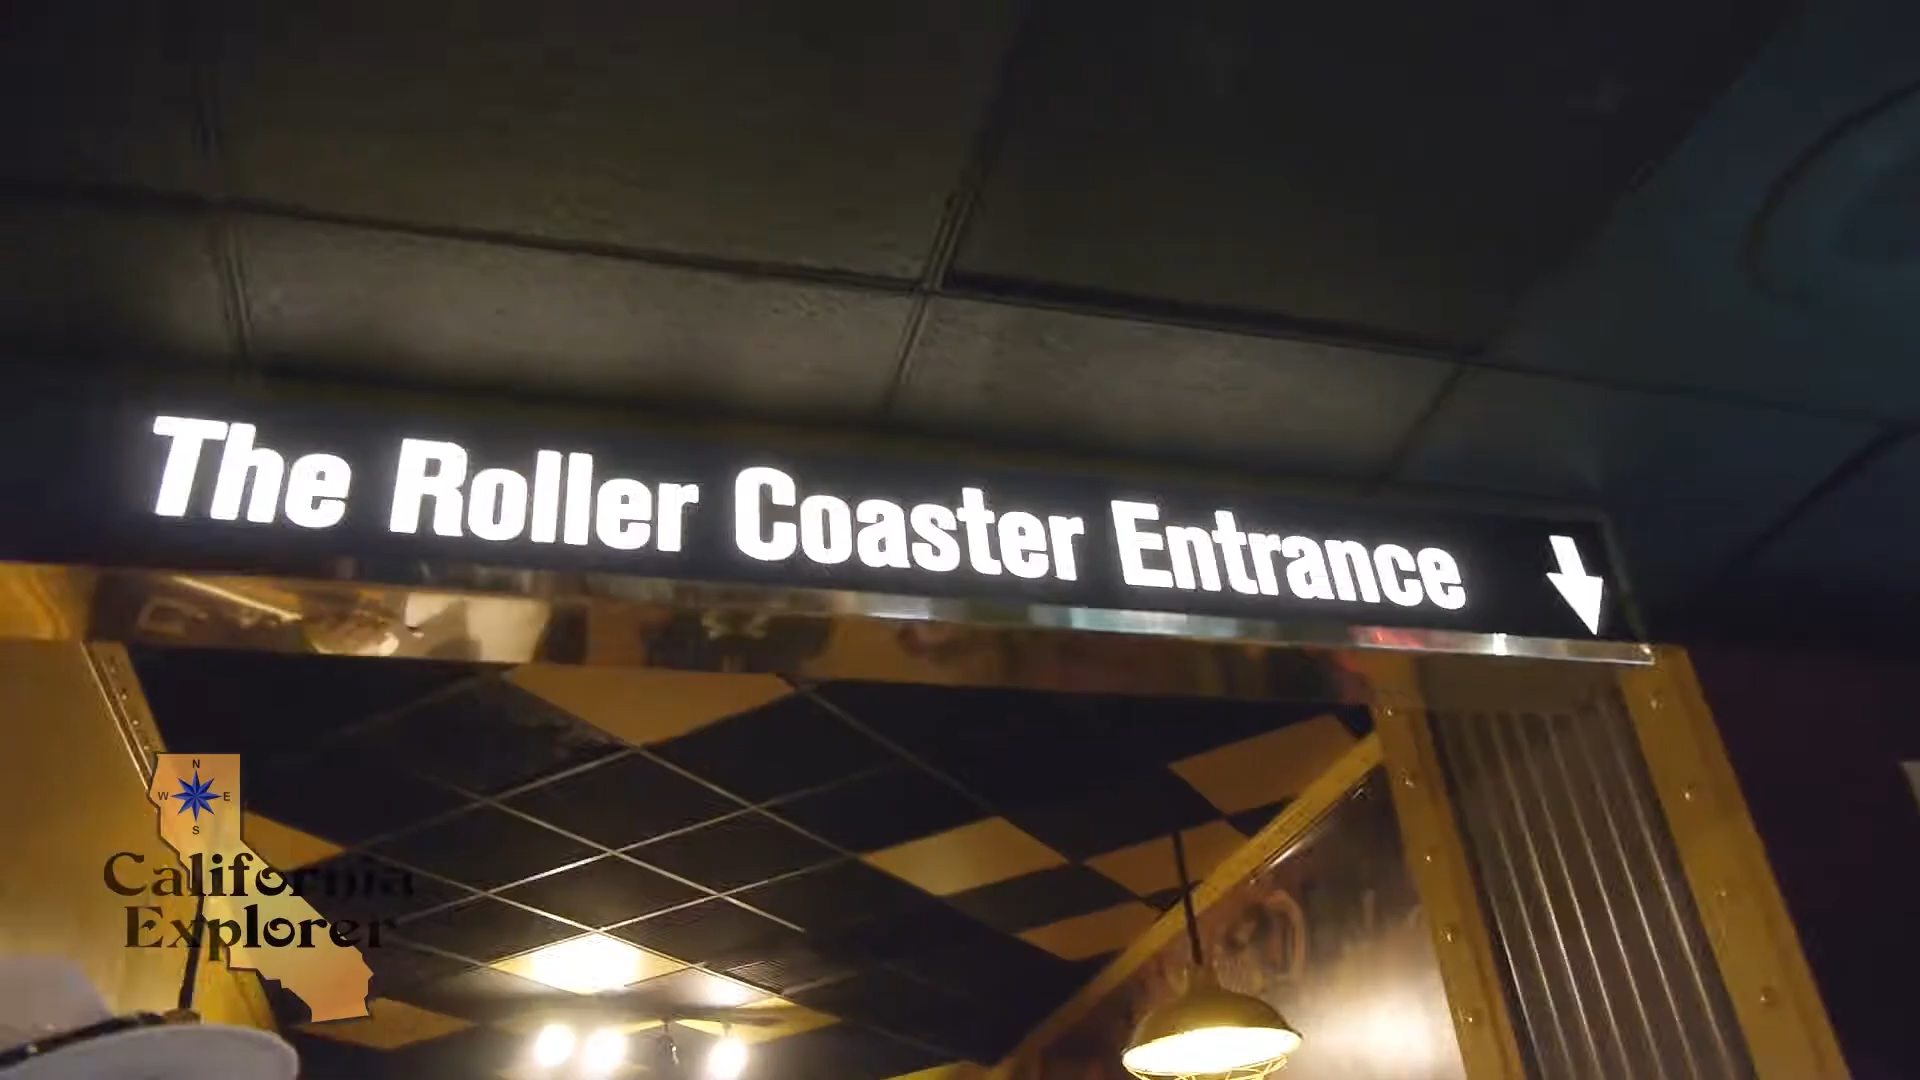 The Roller Coaster Entrance
N
W E
S
California
Explorer